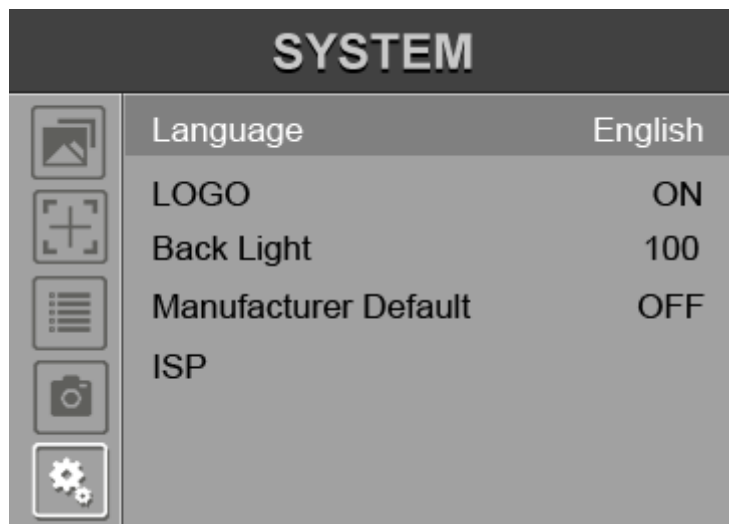 SYSTEM
Language English
LOGO ON
Back Light 100
Manufacturer Default OFF
ISP